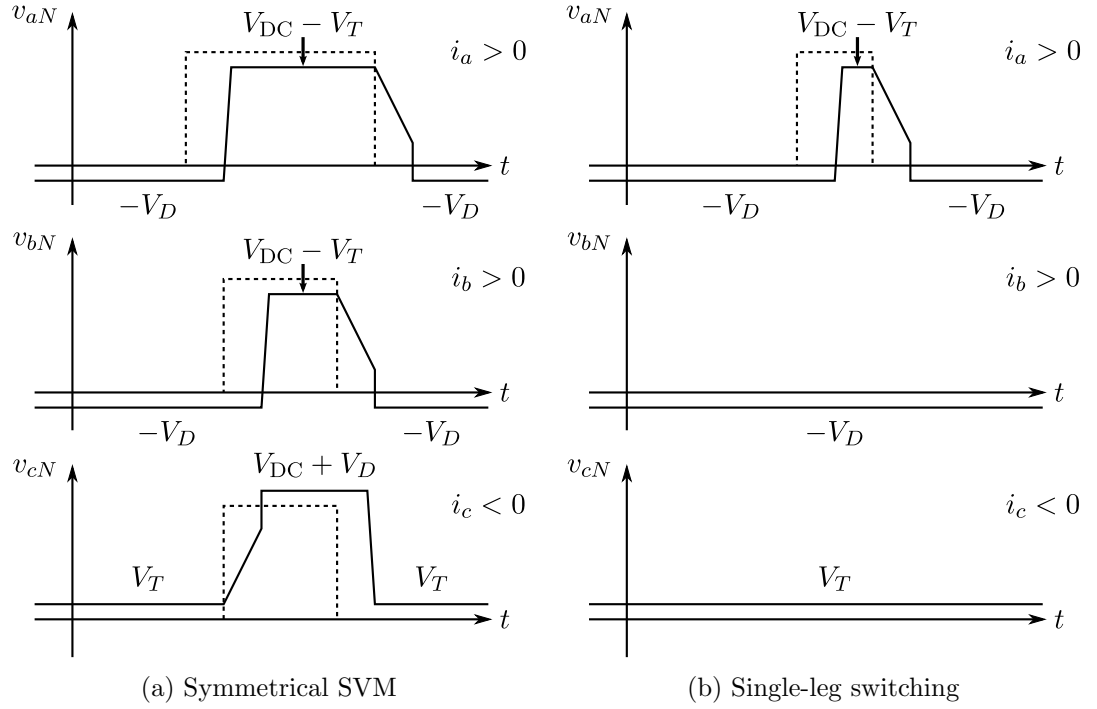 v_{aN}
V_{DC} − V_T
i_a > 0
t
−V_D
−V_D
v_{bN}
V_{DC} − V_T
i_b > 0
t
−V_D
−V_D
v_{cN}
V_{DC} + V_D
i_c < 0
V_T
V_T
t
(a) Symmetrical SVM
v_{aN}
V_{DC} − V_T
i_a > 0
t
−V_D
−V_D
v_{bN}
i_b > 0
t
−V_D
v_{cN}
i_c < 0
V_T
t
(b) Single-leg switching